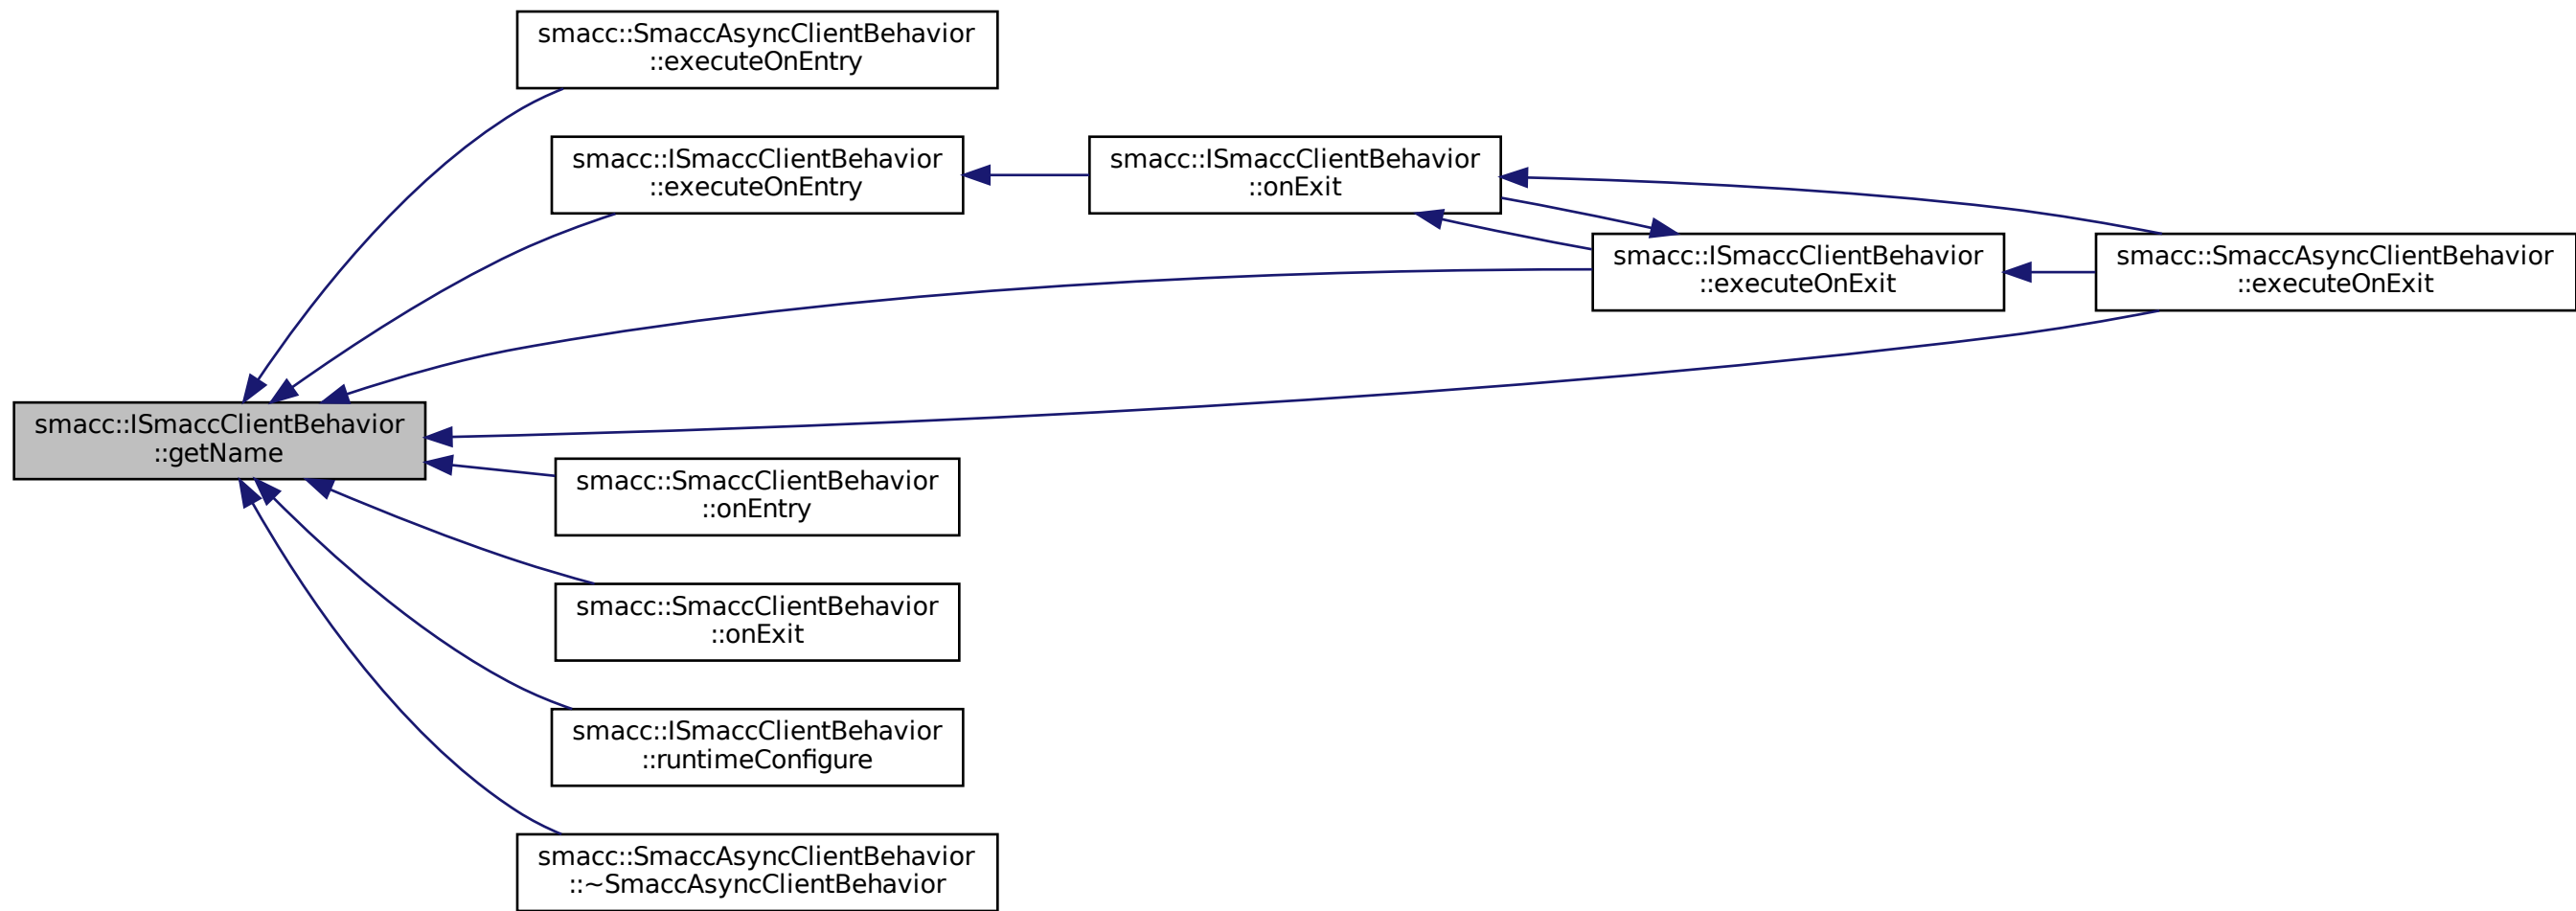 smacc::SmaccAsyncClientBehavior
::executeOnEntry
smacc::ISmaccClientBehavior
::executeOnEntry
smacc::ISmaccClientBehavior
::onExit
smacc::ISmaccClientBehavior
::executeOnExit
smacc::SmaccAsyncClientBehavior
::executeOnExit
smacc::ISmaccClientBehavior
::getName
smacc::SmaccClientBehavior
::onEntry
smacc::SmaccClientBehavior
::onExit
smacc::ISmaccClientBehavior
::runtimeConfigure
smacc::SmaccAsyncClientBehavior
::~SmaccAsyncClientBehavior